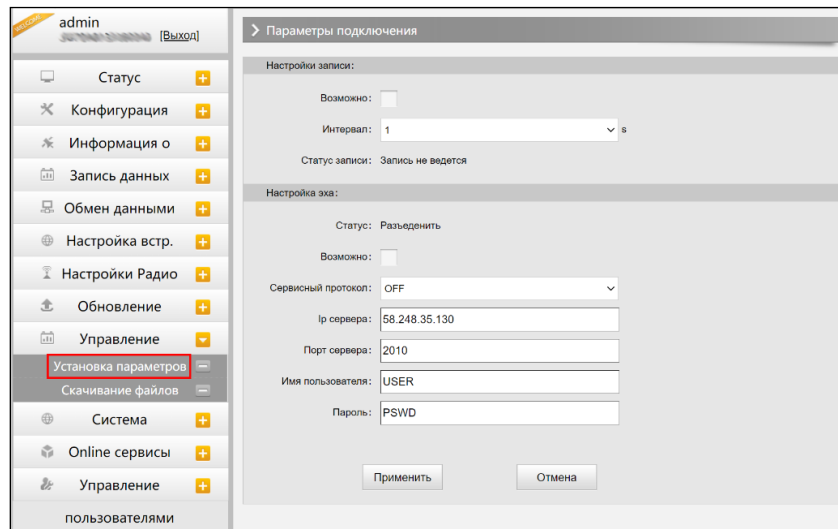 WELCOME
admin
[Выход]
Статус
Конфигурация
Информация о
Запись данных
Обмен данными
Настройка встр.
Настройки Радио
Обновление
Управление
Установка параметров
Скачивание файлов
Система
Online сервисы
Управление
пользователями
Параметры подключения
Настройки записи:
Возможно:
Интервал: 1 s
Статус записи: Запись не ведется
Настройка эха:
Статус: Разъеденить
Возможно:
Сервисный протокол: OFF
Ip сервера: 58.248.35.130
Порт сервера: 2010
Имя пользователя: USER
Пароль: PSWD
Применить Отмена